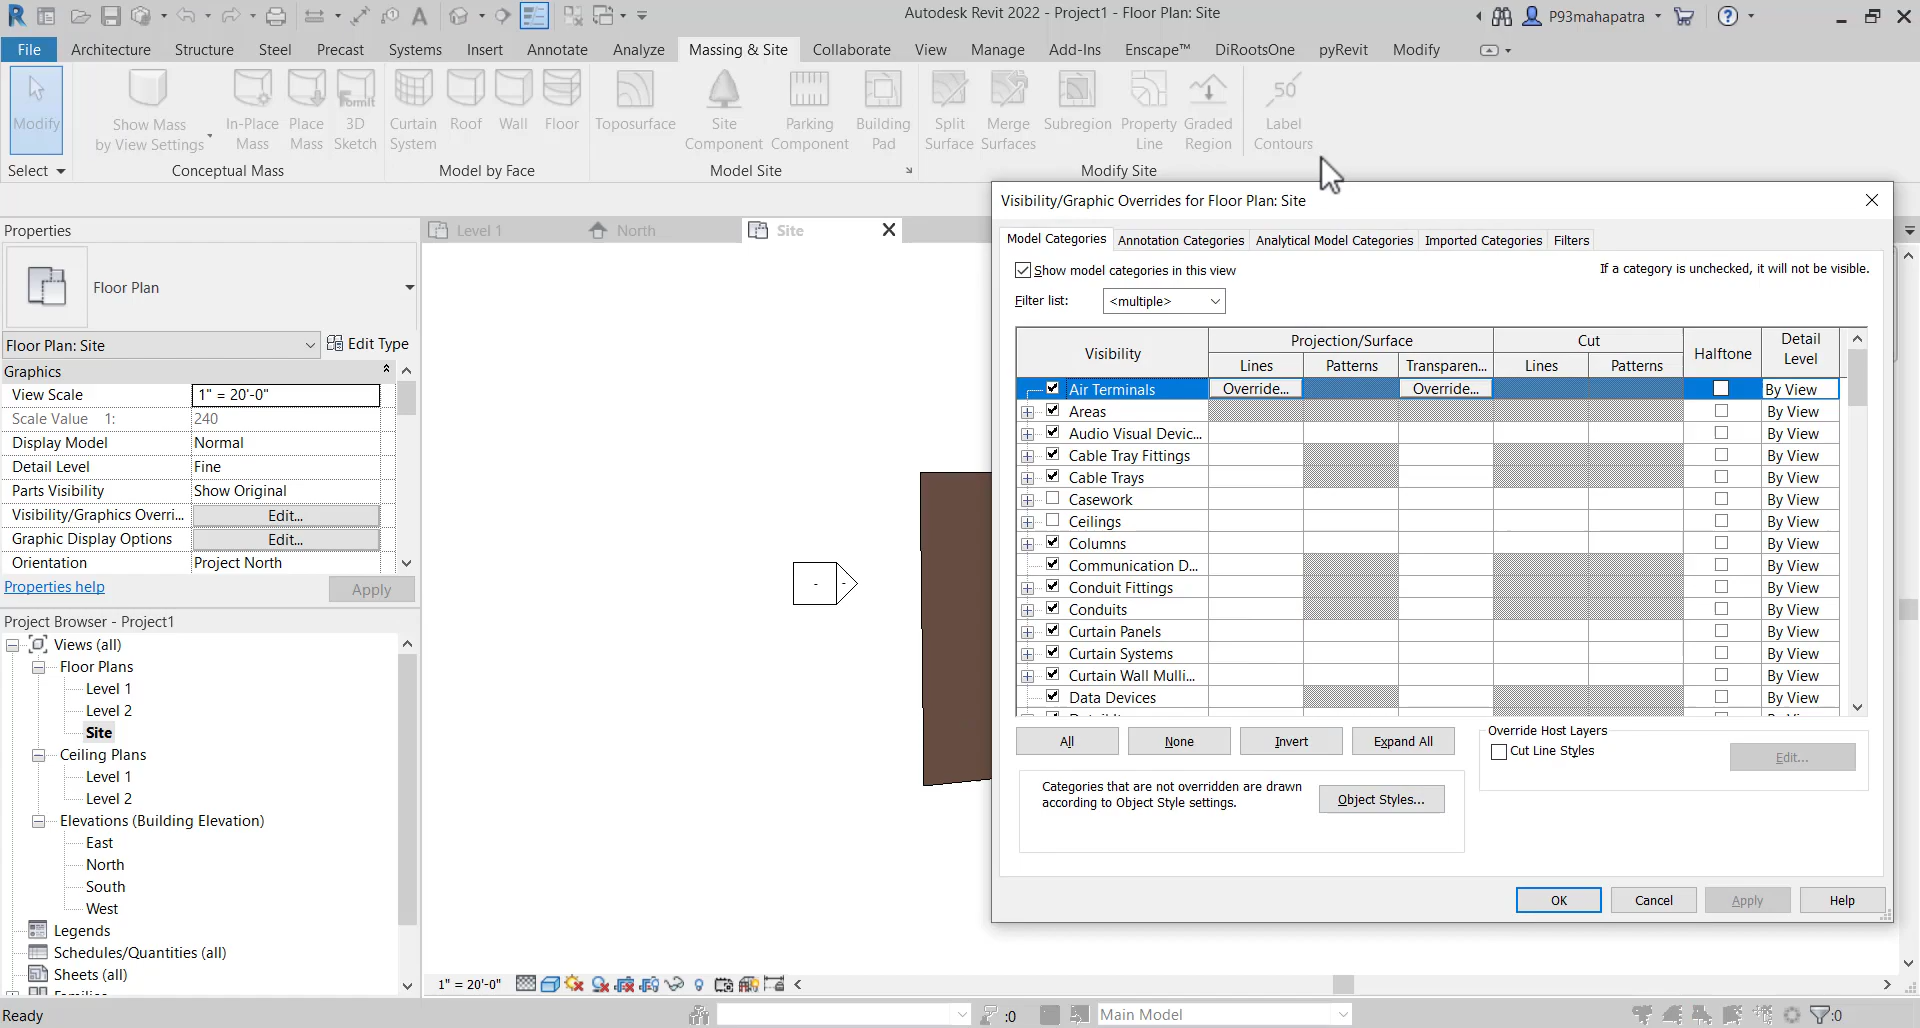 Autodesk Revit 2022 - Project1 - Floor Plan: Site
P93mahapatra
File Architecture Structure Steel Precast Systems Insert Annotate Analyze Massing & Site Collaborate View Manage Add-Ins Enscape™ DiRootsOne pyRevit Modify
Modify
Show Mass
by View Settings
In-Place
Mass
Place
Mass
FormIt
3D
Sketch
Curtain
System
Roof
Wall
Floor
Toposurface
Site
Component
Parking
Component
Building
Pad
Split
Surface
Merge
Surfaces
Subregion
Property
Line
Graded
Region
50
Label
Contours
Select
Conceptual Mass
Model by Face
Model Site
Modify Site
Properties
Floor Plan
Floor Plan: Site
Edit Type
Graphics
View Scale 1" = 20'-0"
Scale Value 1: 240
Display Model Normal
Detail Level Fine
Parts Visibility Show Original
Visibility/Graphics Overri... Edit...
Graphic Display Options Edit...
Orientation Project North
Properties help
Apply
Project Browser - Project1
Views (all)
Floor Plans
Level 1
Level 2
Site
Ceiling Plans
Level 1
Level 2
Elevations (Building Elevation)
East
North
South
West
Legends
Schedules/Quantities (all)
Sheets (all)
Level 1
North
Site
Visibility/Graphic Overrides for Floor Plan: Site
Model Categories Annotation Categories Analytical Model Categories Imported Categories Filters
Show model categories in this view
If a category is unchecked, it will not be visible.
Filter list: <multiple>
Visibility Projection/Surface Cut Halftone Detail Level
Lines Patterns Transparen... Lines Patterns
Air Terminals Override... Override... By View
Areas By View
Audio Visual Devic... By View
Cable Tray Fittings By View
Cable Trays By View
Casework By View
Ceilings By View
Columns By View
Communication D... By View
Conduit Fittings By View
Conduits By View
Curtain Panels By View
Curtain Systems By View
Curtain Wall Mulli... By View
Data Devices By View
All None Invert Expand All
Override Host Layers
Cut Line Styles
Edit...
Categories that are not overridden are drawn
according to Object Style settings.
Object Styles...
OK Cancel Apply Help
1" = 20'-0"
Ready
:0
Main Model
:0